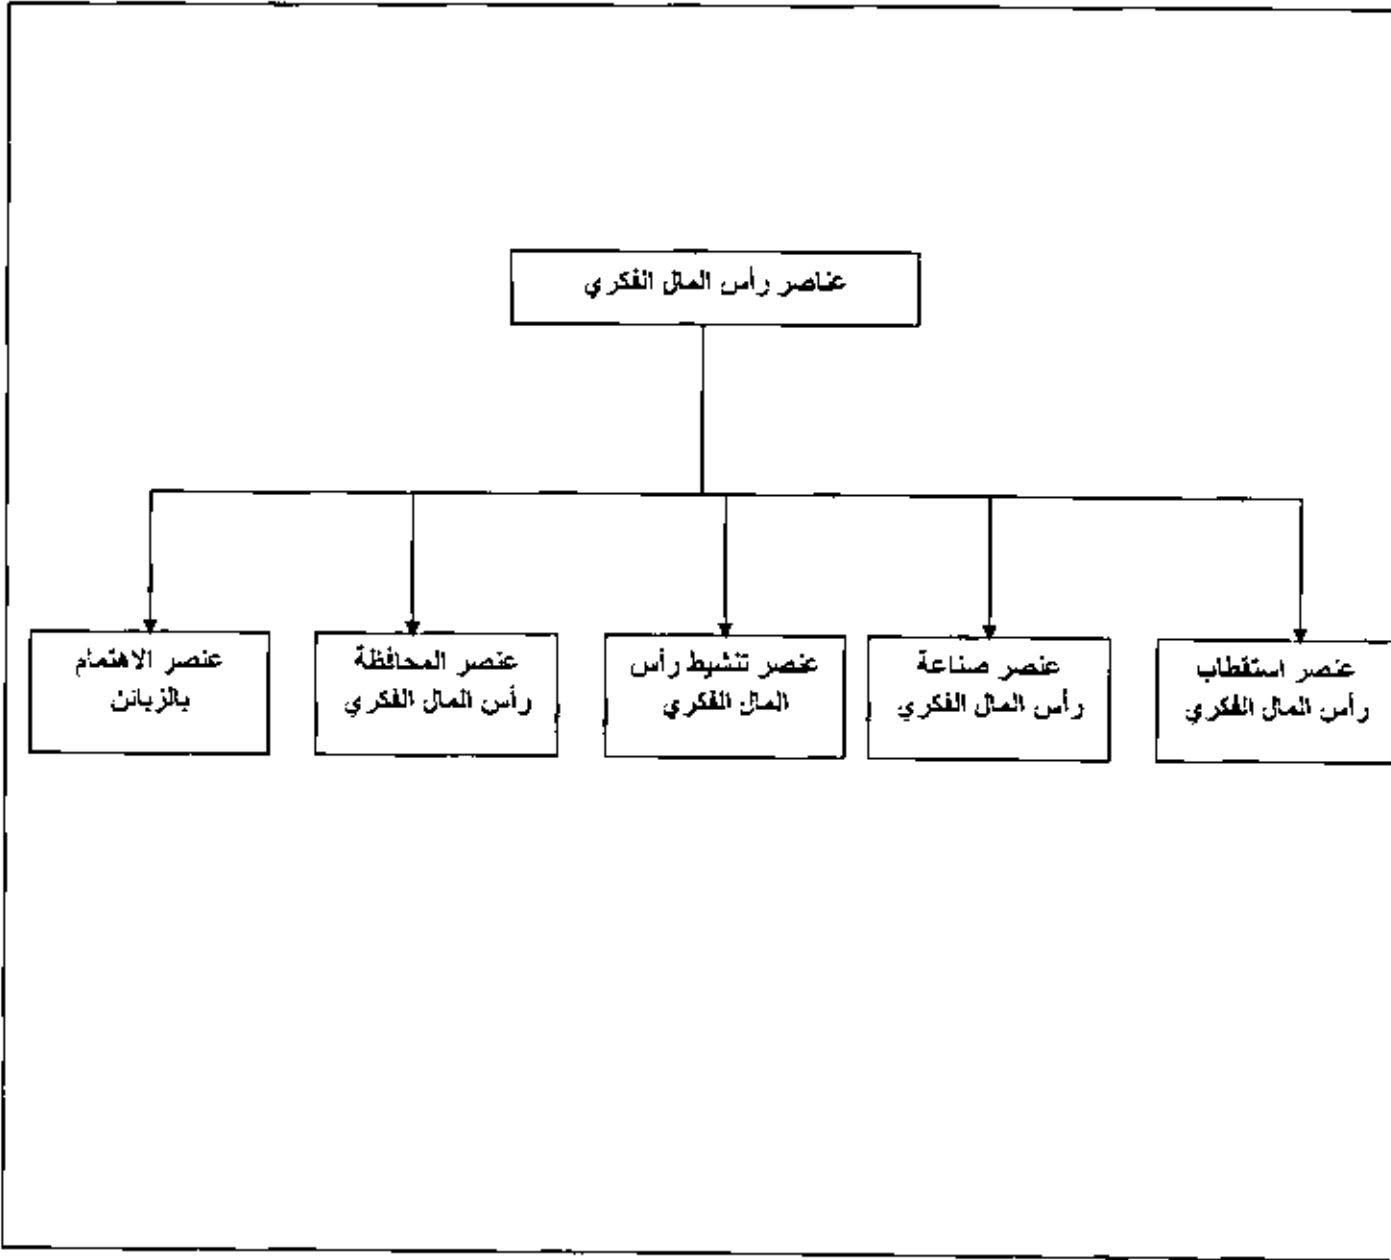 عناصر رأس المال الفكري
عنصر استقطاب
رأس المال الفكري
عنصر صناعة
رأس المال الفكري
عنصر تنشيط رأس
المال الفكري
عنصر المحافظة
رأس المال الفكري
عنصر الاهتمام
بالزبائن